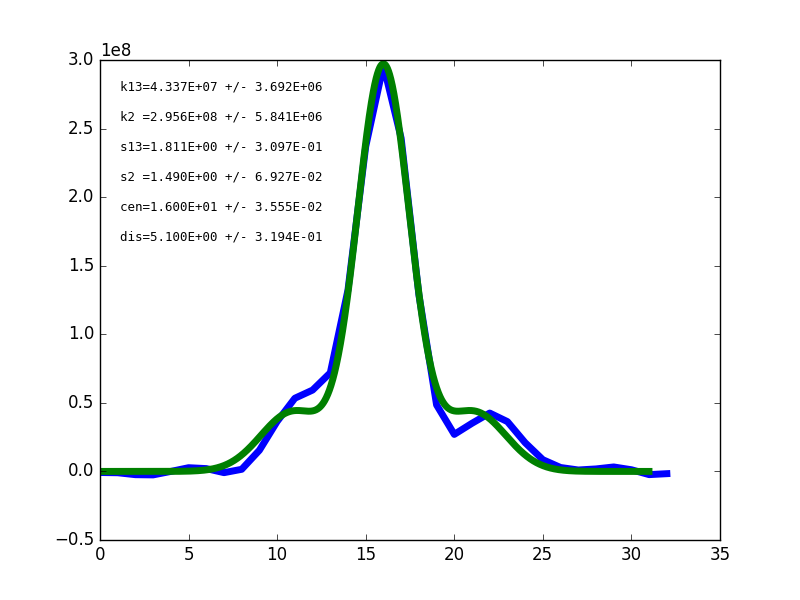 1e8
3.0
k13=4.337E+07 +/- 3.692E+06
k2 =2.956E+08 +/- 5.841E+06
2.5
s13=1.811E+00 +/- 3.097E-01
s2 =1.490E+00 +/- 6.927E-02
2.0
cen=1.600E+01 +/- 3.555E-02
dis=5.100E+00 +/- 3.194E-01
1.5
1.0
0.5
0.0
−0.5
0 5 10 15 20 25 30 35